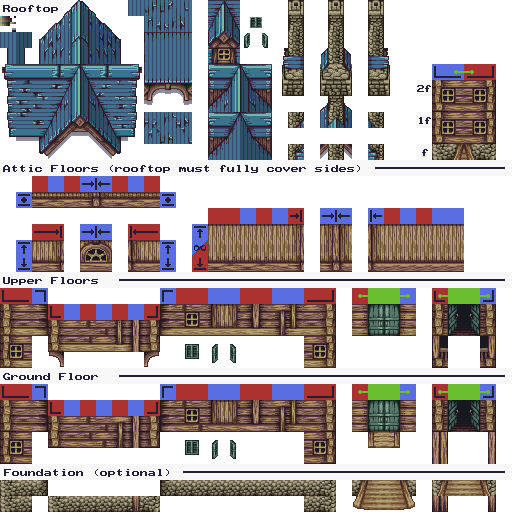 Rooftop
2f
1f
f
Attic Floors (rooftop must fully cover sides)
Upper Floors
Ground Floor
Foundation (optional)